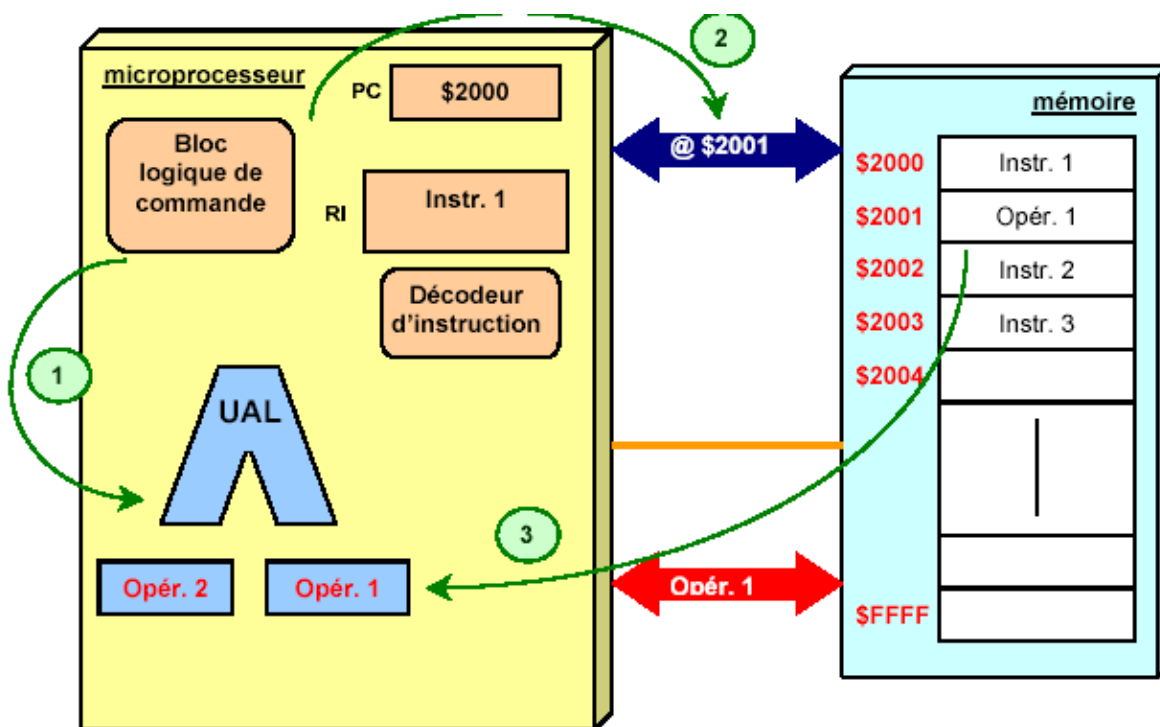 microprocesseur
PC
$2000
Bloc
logique de
commande
RI
Instr. 1
Décodeur
d'instruction
1
UAL
Opér. 2
Opér. 1
2
@ $2001
3
Opér. 1
mémoire
$2000
Instr. 1
$2001
Opér. 1
$2002
Instr. 2
$2003
Instr. 3
$2004
$FFFF